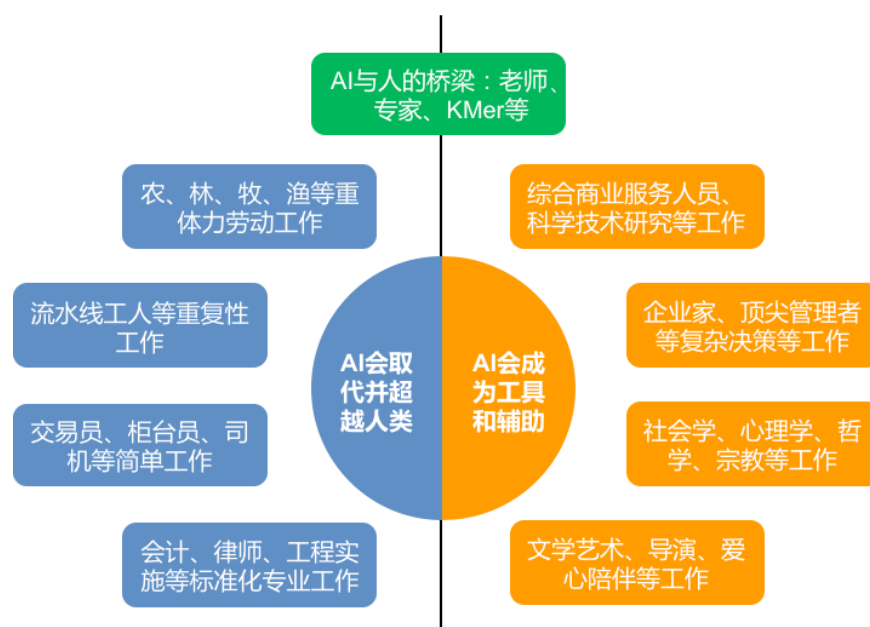 AI与人的桥梁：老师、
专家、KMer等
农、林、牧、渔等重
体力劳动工作
综合商业服务人员、
科学技术研究等工作
流水线工人等重复性
工作
企业家、顶尖管理者
等复杂决策等工作
AI会取
代并超
越人类
AI会成
为工具
和辅助
交易员、柜台员、司
机等简单工作
社会学、心理学、哲
学、宗教等工作
会计、律师、工程实
施等标准化专业工作
文学艺术、导演、爱
心陪伴等工作